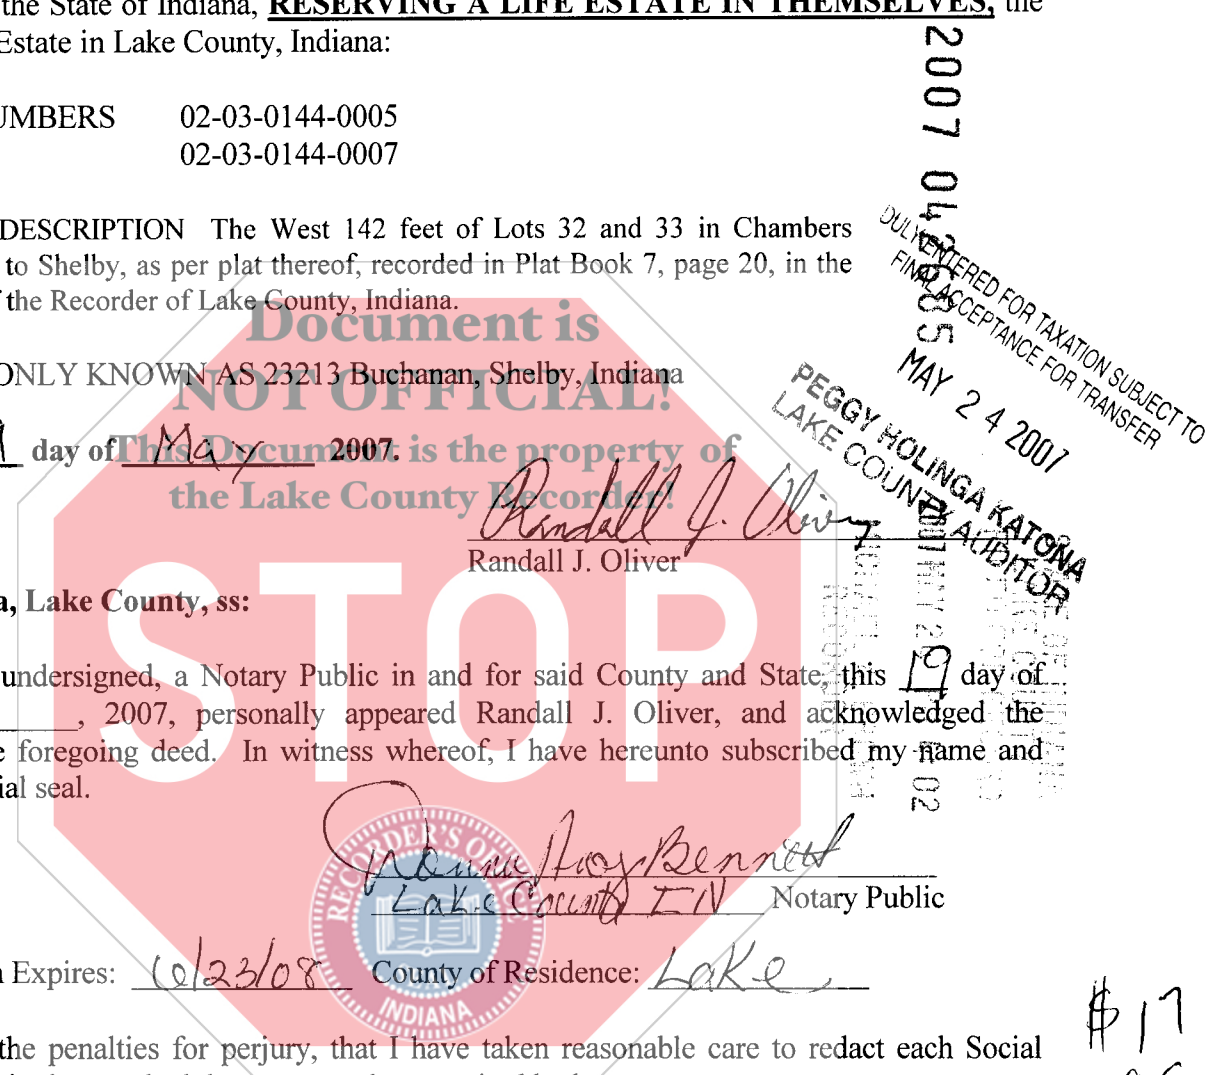 the State of Indiana, RESERVING A LIFE ESTATE IN THEMSELVES, the
Estate in Lake County, Indiana:
UMBERS 02-03-0144-0005
02-03-0144-0007
DESCRIPTION The West 142 feet of Lots 32 and 33 in Chambers
to Shelby, as per plat thereof, recorded in Plat Book 7, page 20, in the
the Recorder of Lake County, Indiana.
ONLY KNOWN AS 23213 Buchanan, Shelby, Indiana
day of May 2007.
Randall J. Oliver
Randall J. Oliver
a, Lake County, ss:
undersigned, a Notary Public in and for said County and State, this 19 day of
, 2007, personally appeared Randall J. Oliver, and acknowledged the
e foregoing deed. In witness whereof, I have hereunto subscribed my name and
ial seal.
Bennett
Lake County IN Notary Public
Expires: County of Residence: Lake
the penalties for perjury, that I have taken reasonable care to redact each Social
$17
2007
DULY ENTERED FOR TAXATION SUBJECT TO
FINAL ACCEPTANCE FOR TRANSFER
MAY 24 2007
PEGGY HOLINGA KATONA
LAKE COUNTY AUDITOR
Document is
NOT OFFICIAL!
This Document is the property of
the Lake County Recorder!
STOP
RECORDER'S OFFICE
INDIANA